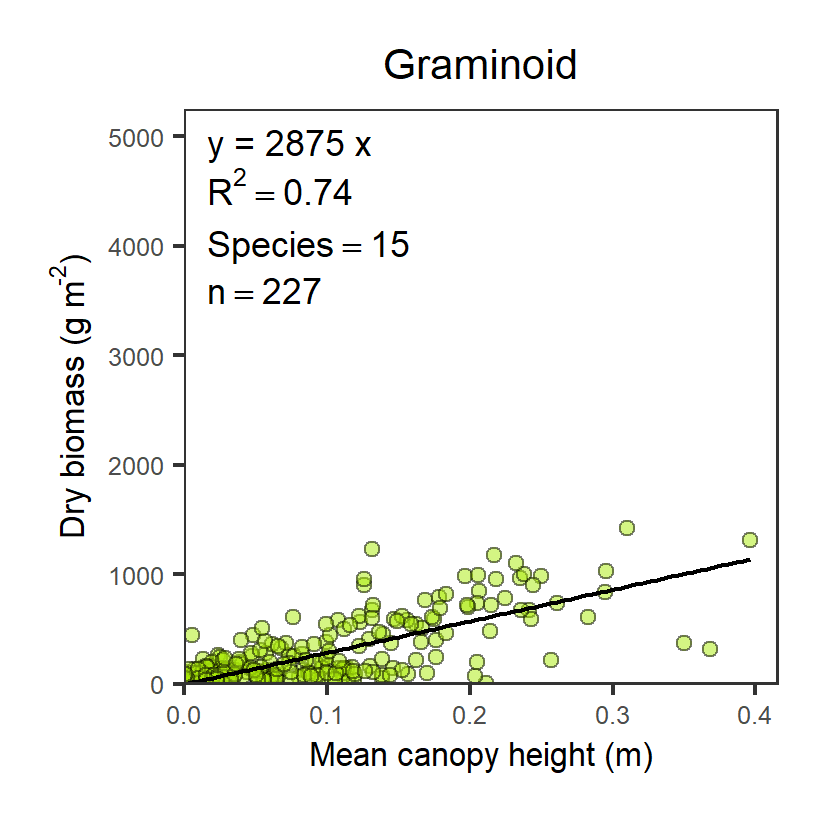 Graminoid
y = 2875 x
R² = 0.74
Species = 15
n = 227
Dry biomass (g m⁻²)
5000
4000
3000
2000
1000
0
0.0 0.1 0.2 0.3 0.4
Mean canopy height (m)